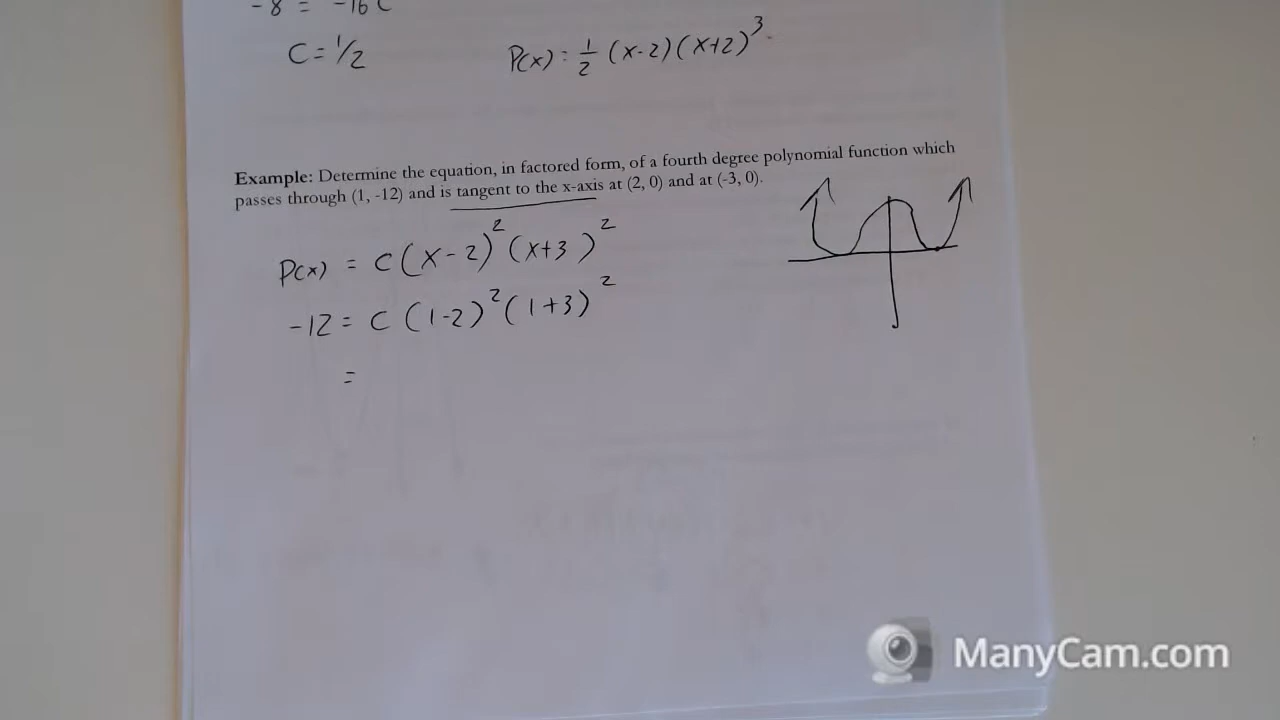 -8 = -16C
C = 1/2
P(x) = 1/2 (x-2)(x+2)³
Example: Determine the equation, in factored form, of a fourth degree polynomial function which
passes through (1, -12) and is tangent to the x-axis at (2, 0) and at (-3, 0).
P(x) = C(x-2)²(x+3)²
-12 = C(1-2)²(1+3)²
=
ManyCam.com